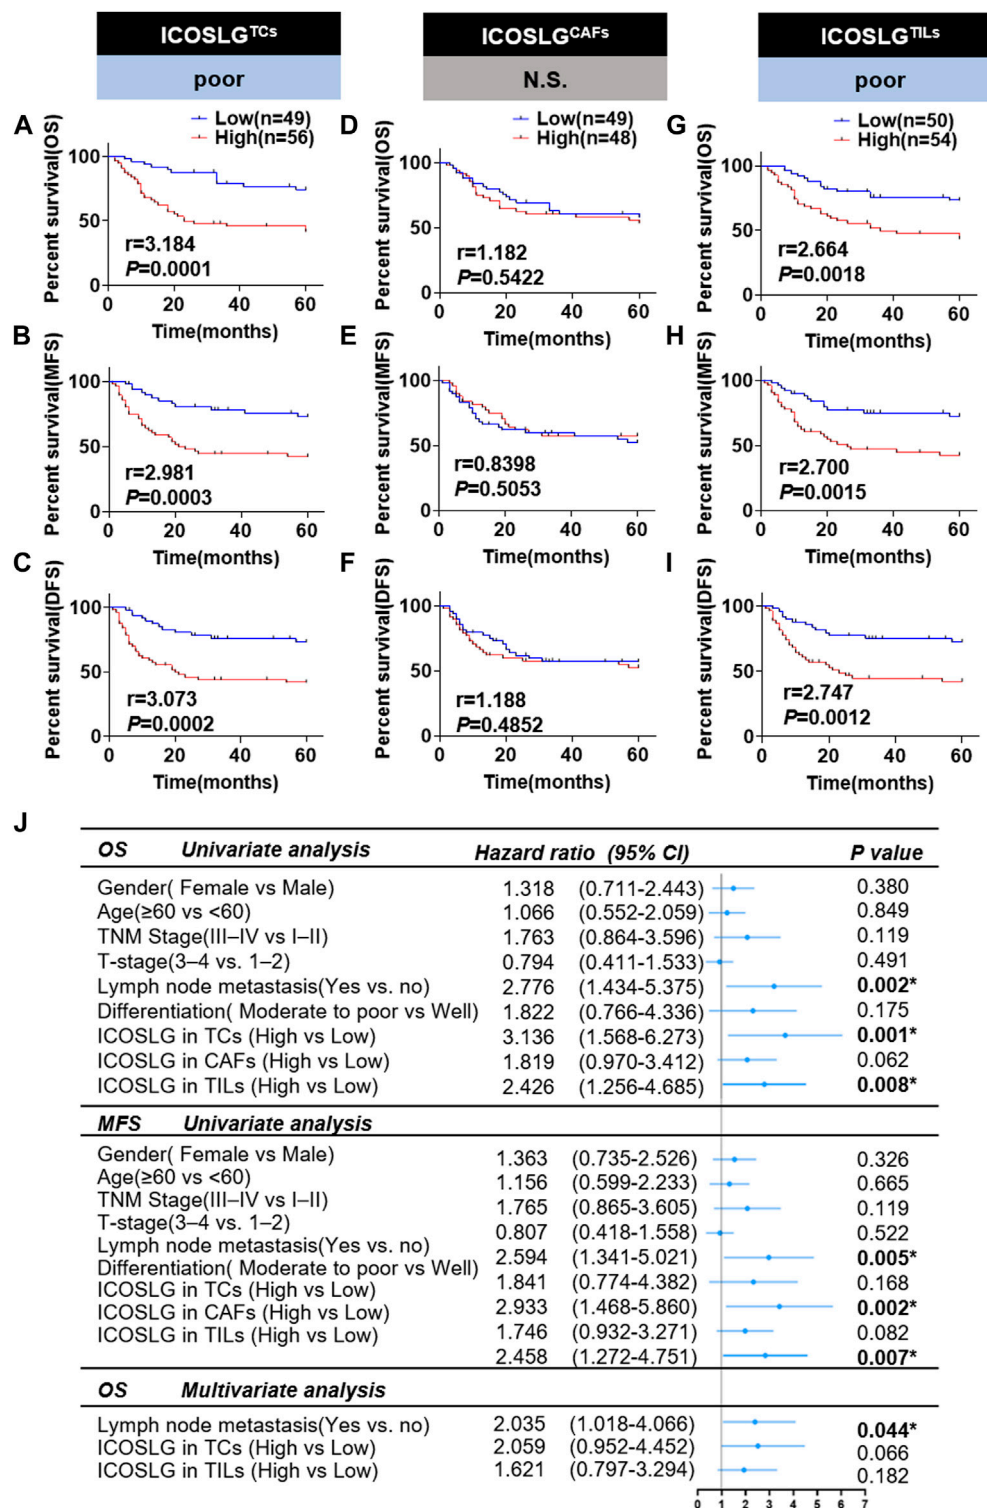 ICOSLGTCs
poor
ICOSLGCAFs
N.S.
ICOSLGTILs
poor
A
Low(n=49)
High(n=56)
Percent survival(OS)
100
50
0
r=3.184
P=0.0001
0 20 40 60
Time(months)
D
Low(n=49)
High(n=48)
Percent survival(OS)
100
50
0
r=1.182
P=0.5422
0 20 40 60
Time(months)
G
Low(n=50)
High(n=54)
Percent survival(OS)
100
50
0
r=2.664
P=0.0018
0 20 40 60
Time(months)
B
Percent survival(MFS)
100
50
0
r=2.981
P=0.0003
0 20 40 60
Time(months)
E
Percent survival(MFS)
100
50
0
r=0.8398
P=0.5053
0 20 40 60
Time(months)
H
Percent survival(MFS)
100
50
0
r=2.700
P=0.0015
0 20 40 60
Time(months)
C
Percent survival(DFS)
100
50
0
r=3.073
P=0.0002
0 20 40 60
Time(months)
F
Percent survival(DFS)
100
50
0
r=1.188
P=0.4852
0 20 40 60
Time(months)
I
Percent survival(DFS)
100
50
0
r=2.747
P=0.0012
0 20 40 60
Time(months)
J
OS Univariate analysis Hazard ratio (95% CI) P value
Gender( Female vs Male) 1.318 (0.711-2.443) 0.380
Age(≥60 vs <60) 1.066 (0.552-2.059) 0.849
TNM Stage(III–IV vs I–II) 1.763 (0.864-3.596) 0.119
T-stage(3–4 vs. 1–2) 0.794 (0.411-1.533) 0.491
Lymph node metastasis(Yes vs. no) 2.776 (1.434-5.375) 0.002*
Differentiation( Moderate to poor vs Well) 1.822 (0.766-4.336) 0.175
ICOSLG in TCs (High vs Low) 3.136 (1.568-6.273) 0.001*
ICOSLG in CAFs (High vs Low) 1.819 (0.970-3.412) 0.062
ICOSLG in TILs (High vs Low) 2.426 (1.256-4.685) 0.008*
MFS Univariate analysis
Gender( Female vs Male) 1.363 (0.735-2.526) 0.326
Age(≥60 vs <60) 1.156 (0.599-2.233) 0.665
TNM Stage(III–IV vs I–II) 1.765 (0.865-3.605) 0.119
T-stage(3–4 vs. 1–2) 0.807 (0.418-1.558) 0.522
Lymph node metastasis(Yes vs. no) 2.594 (1.341-5.021) 0.005*
Differentiation( Moderate to poor vs Well) 1.841 (0.774-4.382) 0.168
ICOSLG in TCs (High vs Low) 2.933 (1.468-5.860) 0.002*
ICOSLG in CAFs (High vs Low) 1.746 (0.932-3.271) 0.082
ICOSLG in TILs (High vs Low) 2.458 (1.272-4.751) 0.007*
OS Multivariate analysis
Lymph node metastasis(Yes vs. no) 2.035 (1.018-4.066) 0.044*
ICOSLG in TCs (High vs Low) 2.059 (0.952-4.452) 0.066
ICOSLG in TILs (High vs Low) 1.621 (0.797-3.294) 0.182
0 1 2 3 4 5 6 7